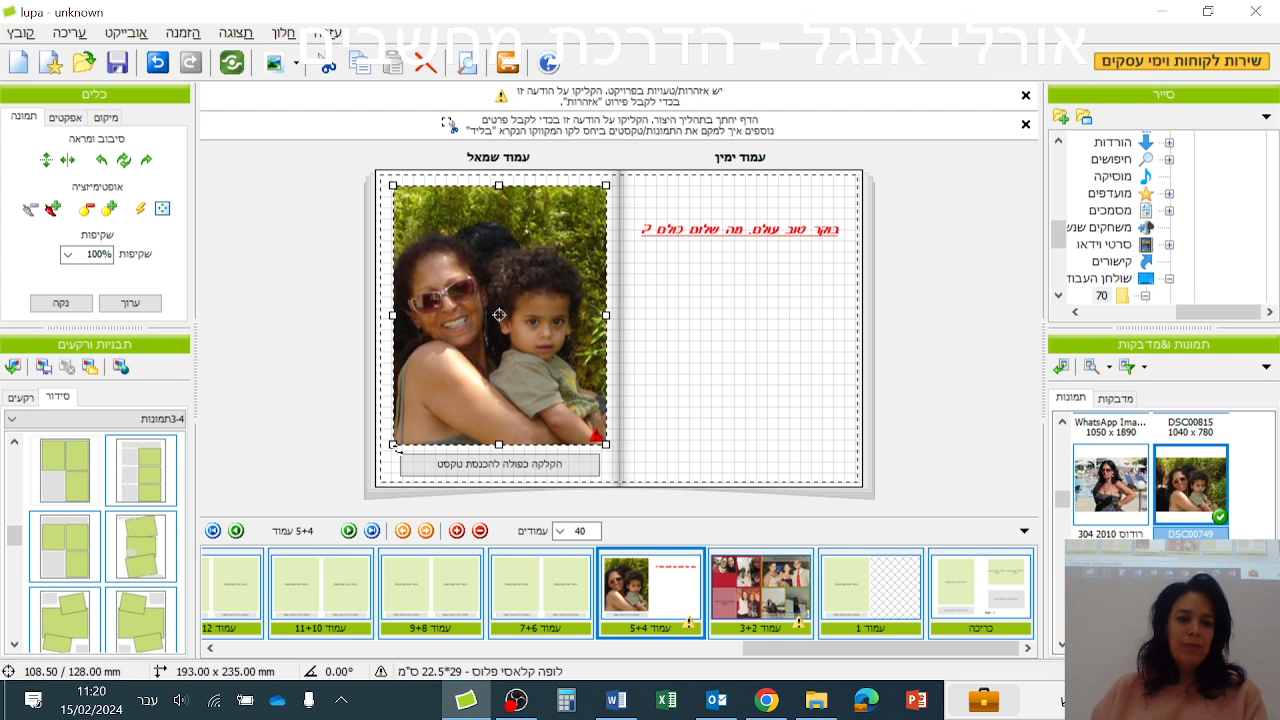 lupa - unknown
אורלי אנגל - הדרכת מחשבים
קובץ עריכה אובייקט הזמנה תצוגה חלון
שירות לקוחות וימי עסקים
כלים
תמונה אפקטים מיקום
סיבוב ומראה
אופטימיזציה
שקיפות
שקיפות 100%
ערוך נקה
תבניות ורקעים
סידור רקעים
3-4תמונות
יש אזהרות/טעויות בפרויקט. הקליקו על הודעה זו
בכדי לקבל פירוט "אזהרות".
הדף יחתך בתהליך היצור. הקליקו על הודעה זו בכדי לקבל פרטים
נוספים איך למקם את התמונות/טקסטים ביחס לקו המקווקו הנקרא "בליד"
עמוד ימין
עמוד שמאל
בוקר טוב עולם. מה שלום כולם ?
הקלקה כפולה להכנסת טקסט
5+4 עמוד
עמודים 40
כריכה
עמוד 1
עמוד 3+2
עמוד 5+4
עמוד 7+6
עמוד 9+8
עמוד 11+10
עמוד 12
סייר
הורדות
חיפושים
מוסיקה
מועדפים
מסמכים
משחקים שנש
סרטי וידאו
קישורים
שולחן העבוד
70
תמונות ומדבקות&
תמונות מדבקות
WhatsApp Ima...
1050 x 1890
DSC00815
1040 x 780
רודוס 2010 304
DSC00749
108.50 / 128.00 mm
193.00 x 235.00 mm
0.00°
לופה קלאסי פלוס - 29*22.5 ס"מ
11:20
15/02/2024